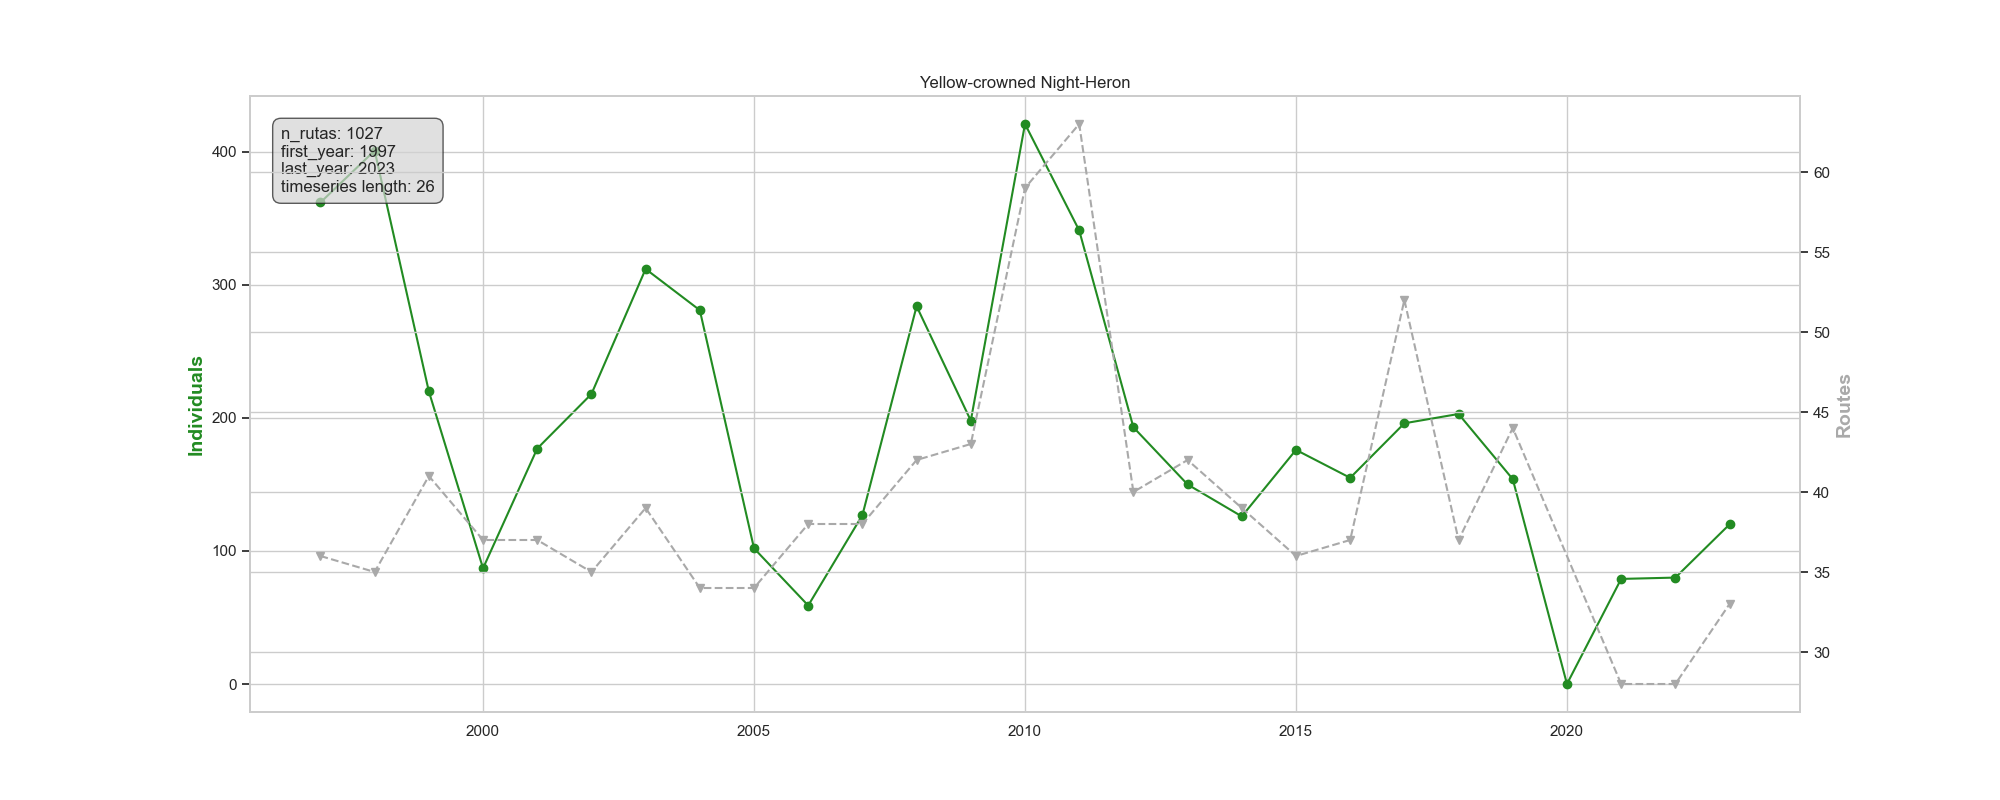 Yellow-crowned Night-Heron
n_rutas: 1027
first_year: 1997
last_year: 2023
timeseries length: 26
400
300
200
100
0
Individuals
60
55
50
45
40
35
30
Routes
2000
2005
2010
2015
2020